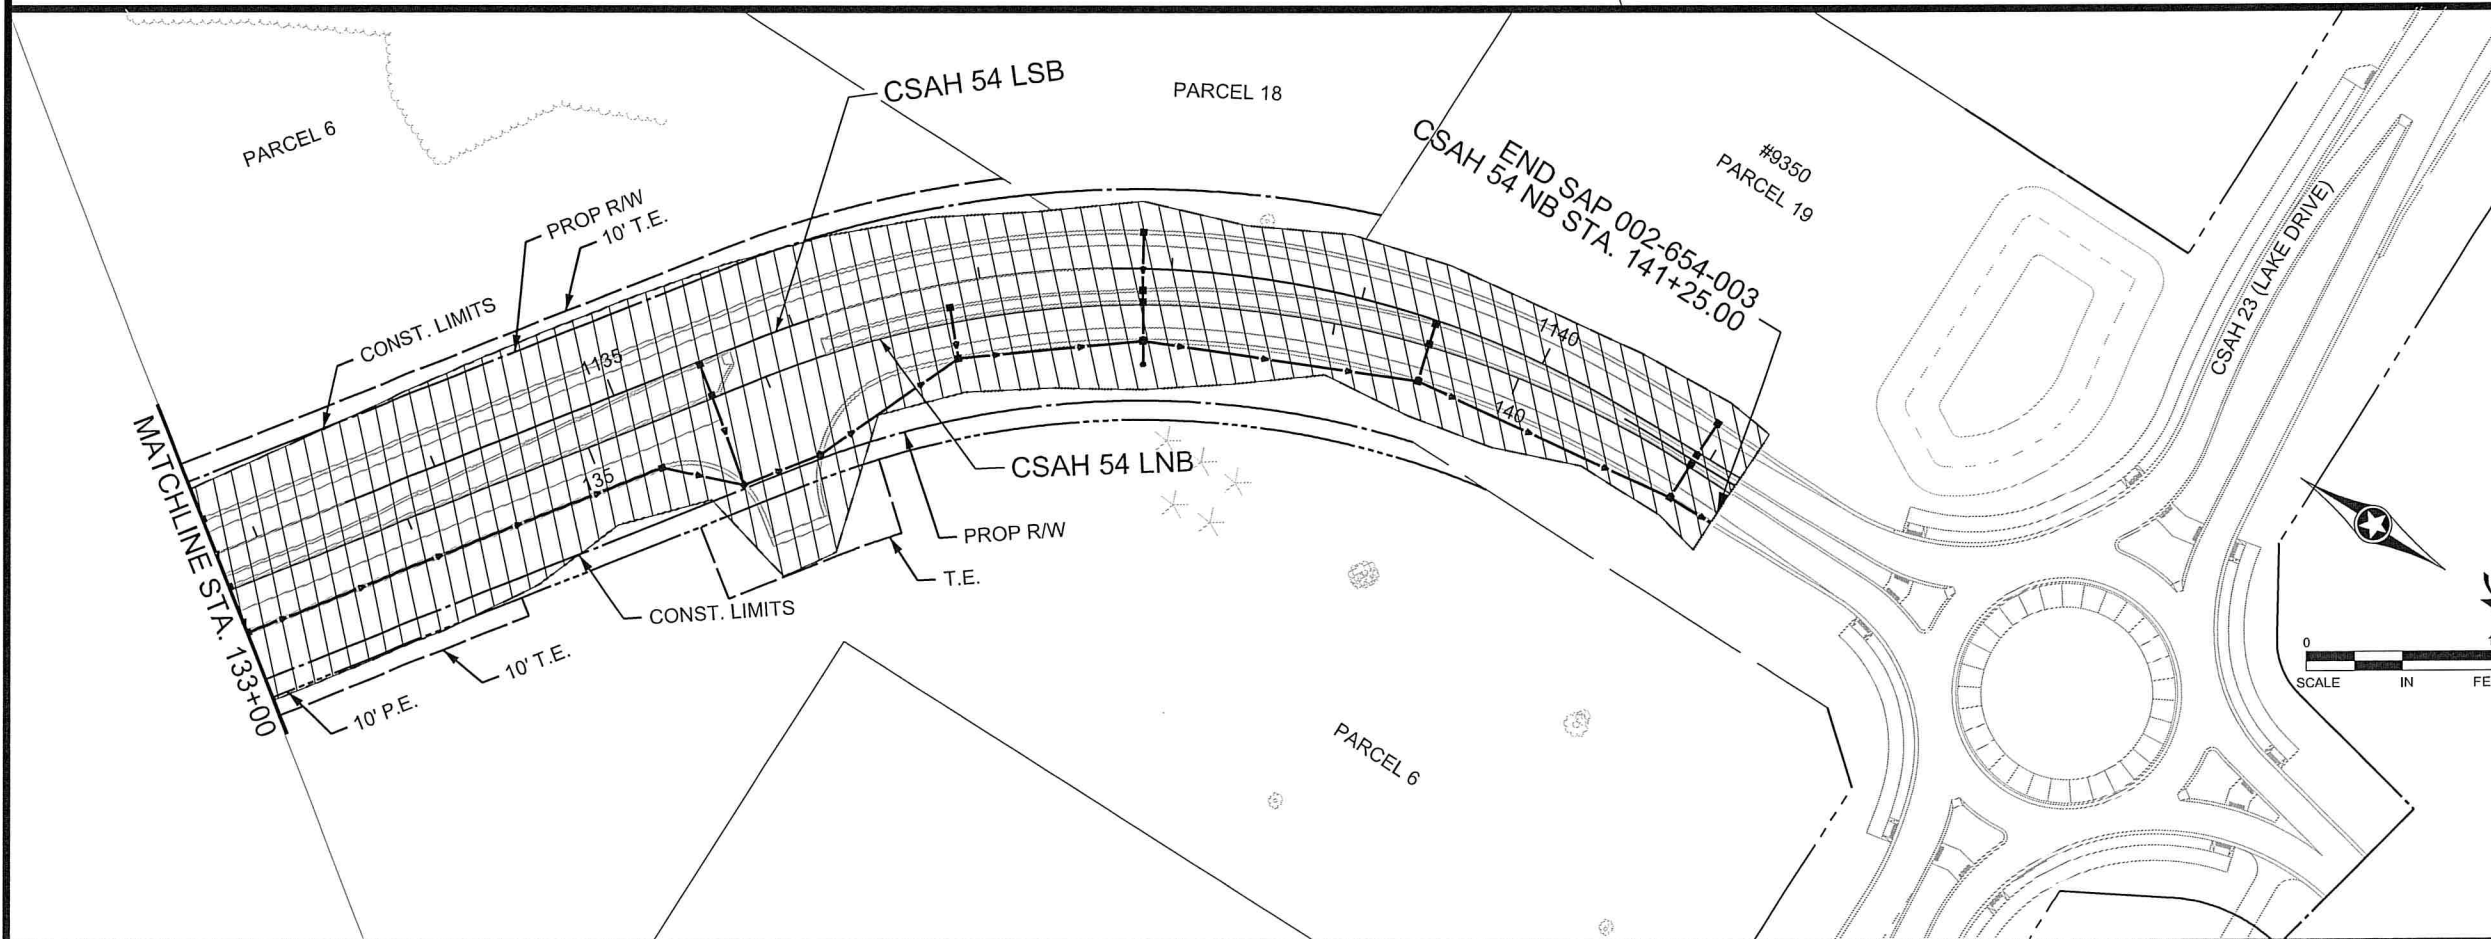 PARCEL 6
CSAH 54 LSB
PARCEL 18
PROP R/W
10' T.E.
CONST. LIMITS
END SAP 002-654-003
CSAH 54 NB STA. 141+25.00
#9350
PARCEL 19
CSAH 23 (LAKE DRIVE)
1135
1140
135
140
MATCHLINE STA. 133+00
CSAH 54 LNB
PROP R/W
T.E.
CONST. LIMITS
10' T.E.
10' P.E.
PARCEL 6
0
SCALE IN